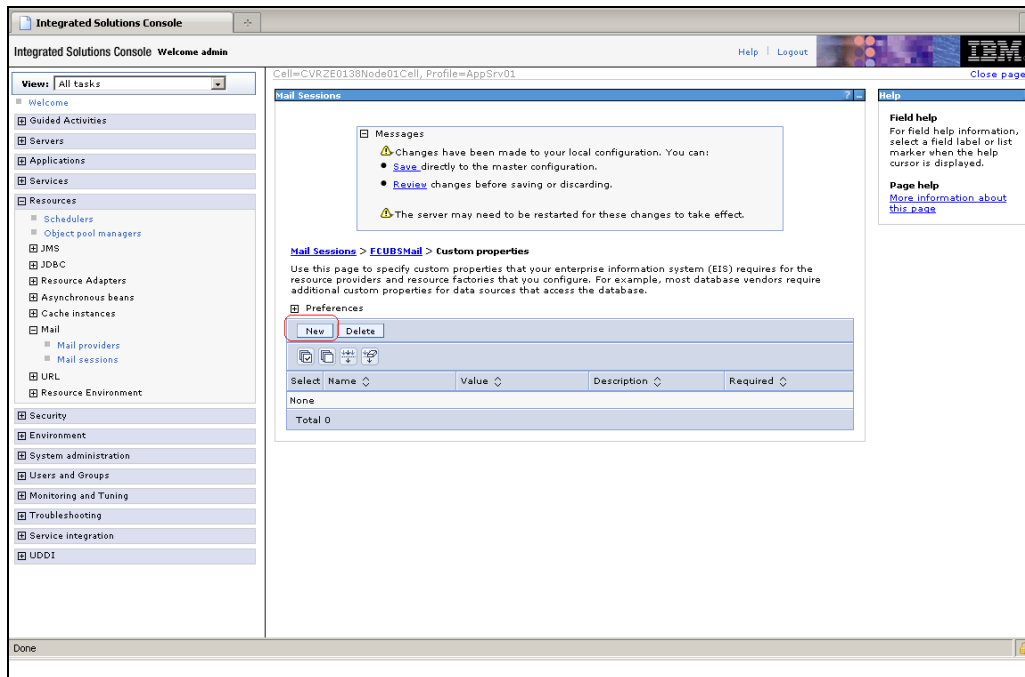 Integrated Solutions Console
Integrated Solutions Console Welcome admin
Help | Logout
IBM
View: All tasks
Welcome
Guided Activities
Servers
Applications
Services
Resources
Schedulers
Object pool managers
JMS
JDBC
Resource Adapters
Asynchronous beans
Cache instances
Mail
Mail providers
Mail sessions
URL
Resource Environment
Security
Environment
System administration
Users and Groups
Monitoring and Tuning
Troubleshooting
Service integration
UDDI
Cell=CVRZE0138Node01Cell, Profile=AppSrv01
Close page
Mail Sessions
? -
Messages
Changes have been made to your local configuration. You can:
Save directly to the master configuration.
Review changes before saving or discarding.
The server may need to be restarted for these changes to take effect.
Mail Sessions > FCUBSMail > Custom properties
Use this page to specify custom properties that your enterprise information system (EIS) requires for the
resource providers and resource factories that you configure. For example, most database vendors require
additional custom properties for data sources that access the database.
Preferences
New Delete
Select Name Value Description Required
None
Total 0
Help
Field help
For field help information,
select a field label or list
marker when the help
cursor is displayed.
Page help
More information about
this page
Done